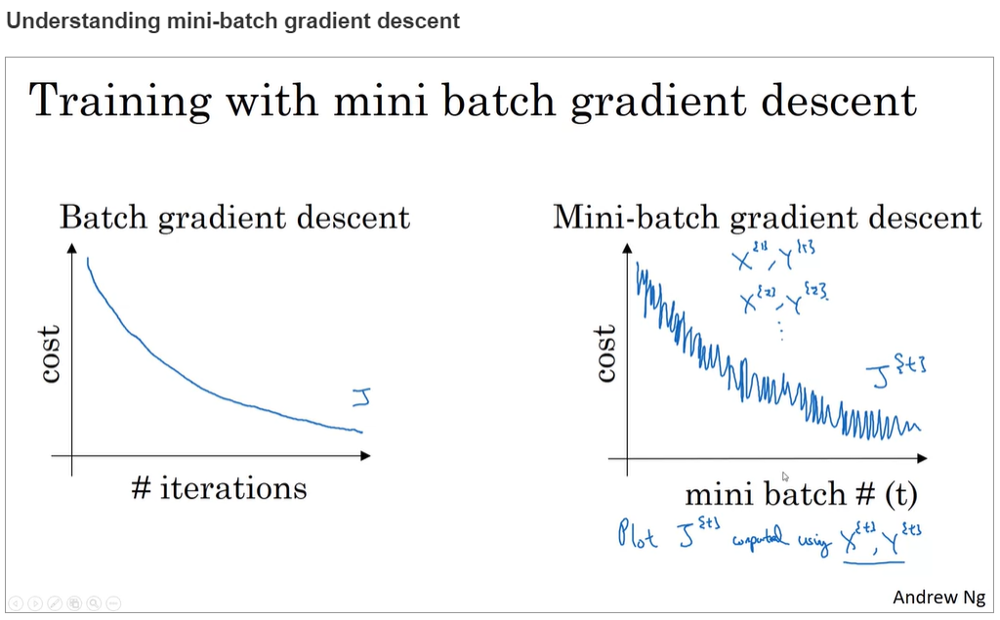 Understanding mini-batch gradient descent
Training with mini batch gradient descent
Batch gradient descent
cost
J
# iterations
Mini-batch gradient descent
X^{1}, Y^{1}
X^{2}, Y^{2}
⋮
cost
J^{t}
mini batch # (t)
Plot J^{t} computed using X^{t}, Y^{t}
Andrew Ng